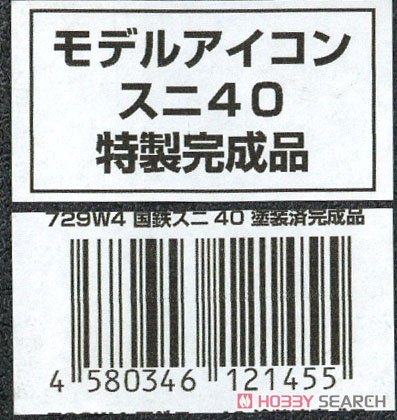 モデルアイコン
スニ40
特製完成品
729W4 国鉄スニ 40 塗装済完成品
4 580346 121455
HOBBY SEARCH